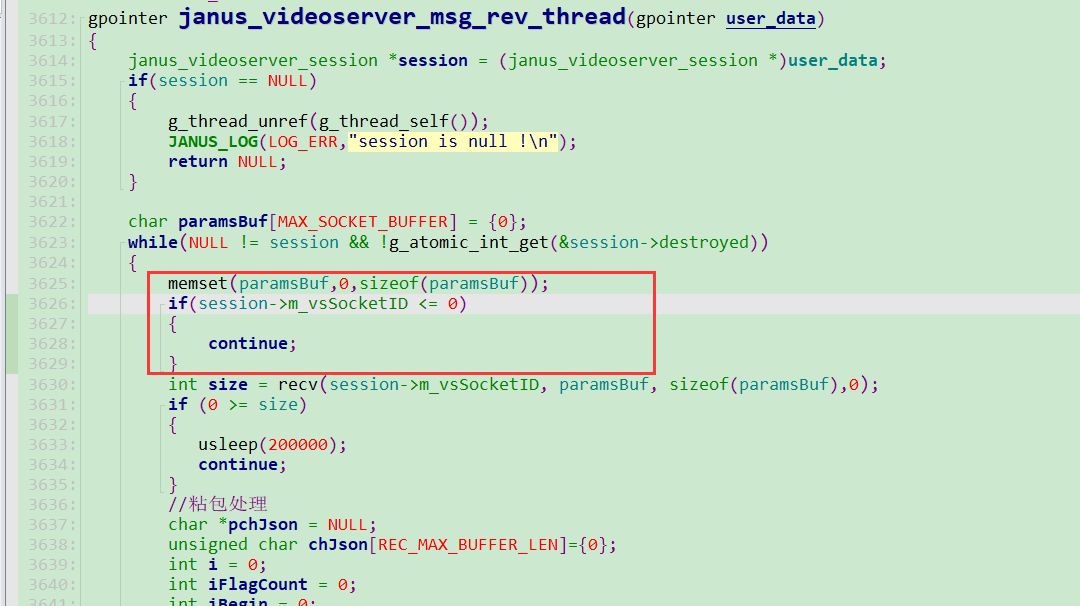 3612: gpointer janus_videoserver_msg_rev_thread(gpointer user_data)
3613: {
3614: janus_videoserver_session *session = (janus_videoserver_session *)user_data;
3615: if(session == NULL)
3616: {
3617: g_thread_unref(g_thread_self());
3618: JANUS_LOG(LOG_ERR,"session is null !\n");
3619: return NULL;
3620: }
3621:
3622: char paramsBuf[MAX_SOCKET_BUFFER] = {0};
3623: while(NULL != session && !g_atomic_int_get(&session->destroyed))
3624: {
3625: memset(paramsBuf,0,sizeof(paramsBuf));
3626: if(session->m_vsSocketID <= 0)
3627: {
3628: continue;
3629: }
3630: int size = recv(session->m_vsSocketID, paramsBuf, sizeof(paramsBuf),0);
3631: if (0 >= size)
3632: {
3633: usleep(200000);
3634: continue;
3635: }
3636: //粘包处理
3637: char *pchJson = NULL;
3638: unsigned char chJson[REC_MAX_BUFFER_LEN]={0};
3639: int i = 0;
3640: int iFlagCount = 0;
3641: int iBegin = 0;